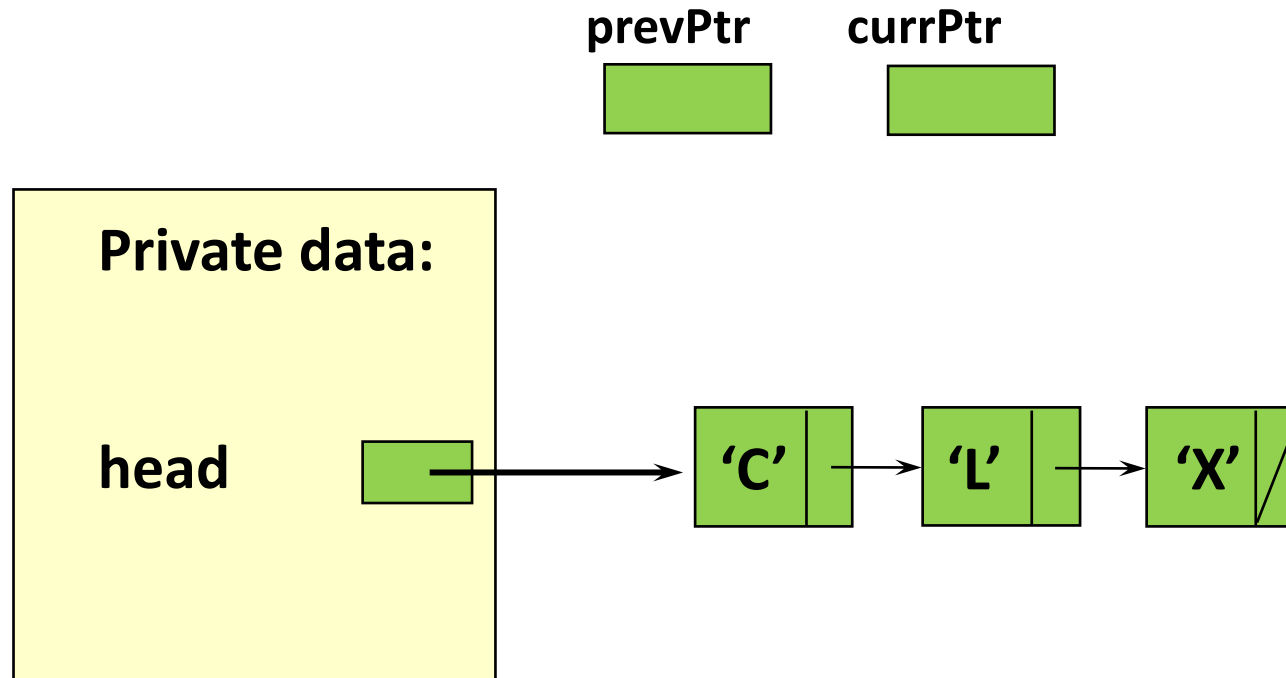 prevPtr currPtr
Private data:
head ‘C’ ‘L’ ‘X’